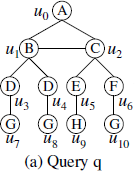 u0 A
u1 B C u2
D D E F
u3 u4 u5 u6
G G H G
u7 u8 u9 u10
(a) Query q